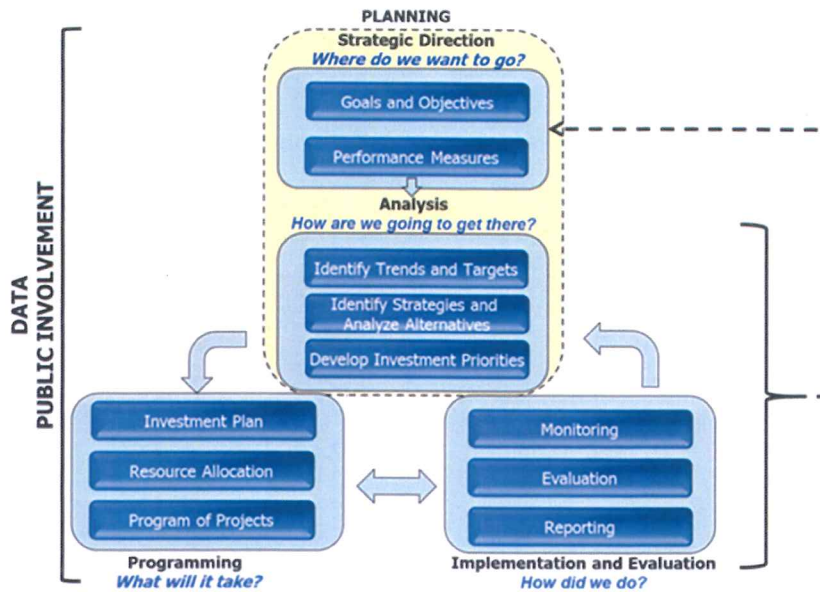 PLANNING
Strategic Direction
Where do we want to go?
Goals and Objectives
Performance Measures
Analysis
How are we going to get there?
Identify Trends and Targets
Identify Strategies and
Analyze Alternatives
Develop Investment Priorities
DATA
PUBLIC INVOLVEMENT
Investment Plan
Resource Allocation
Program of Projects
Programming
What will it take?
Monitoring
Evaluation
Reporting
Implementation and Evaluation
How did we do?